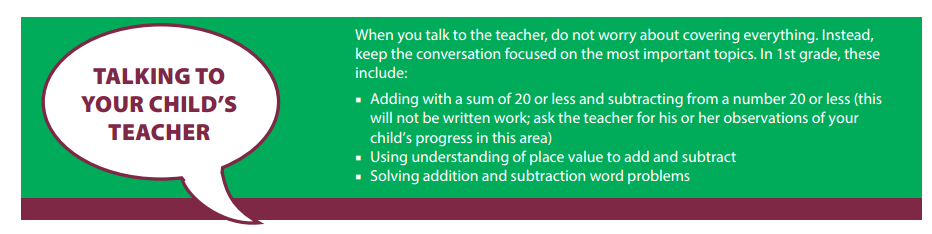 TALKING TO
YOUR CHILD'S
TEACHER
When you talk to the teacher, do not worry about covering everything. Instead,
keep the conversation focused on the most important topics. In 1st grade, these
include:
▪ Adding with a sum of 20 or less and subtracting from a number 20 or less (this
will not be written work; ask the teacher for his or her observations of your
child's progress in this area)
▪ Using understanding of place value to add and subtract
▪ Solving addition and subtraction word problems